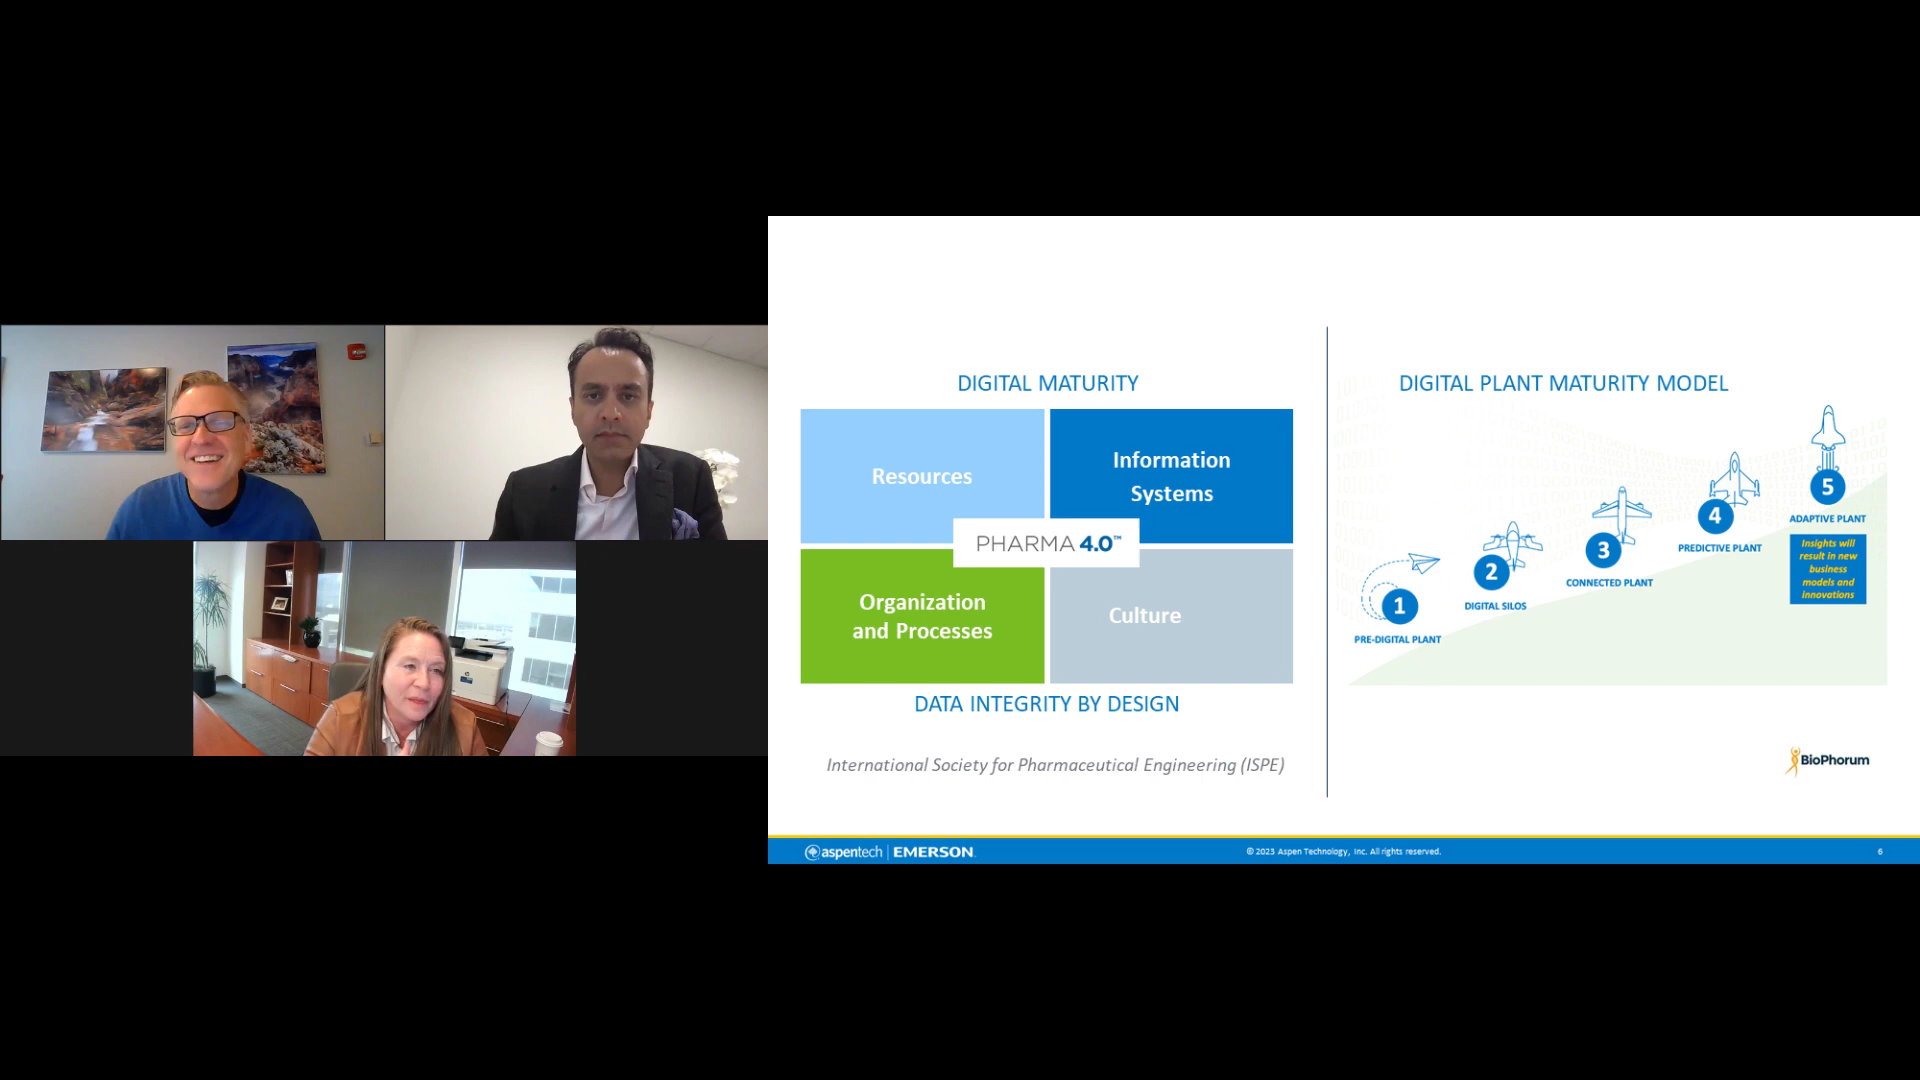 DIGITAL MATURITY
Resources
Information
Systems
PHARMA 4.0™
Organization
and Processes
Culture
DATA INTEGRITY BY DESIGN
International Society for Pharmaceutical Engineering (ISPE)
DIGITAL PLANT MATURITY MODEL
1
PRE-DIGITAL PLANT
2
DIGITAL SILOS
3
CONNECTED PLANT
4
PREDICTIVE PLANT
5
ADAPTIVE PLANT
Insights will
result in new
business
models and
innovations
BioPhorum
aspentech | EMERSON.
© 2023 Aspen Technology, Inc. All rights reserved.
6